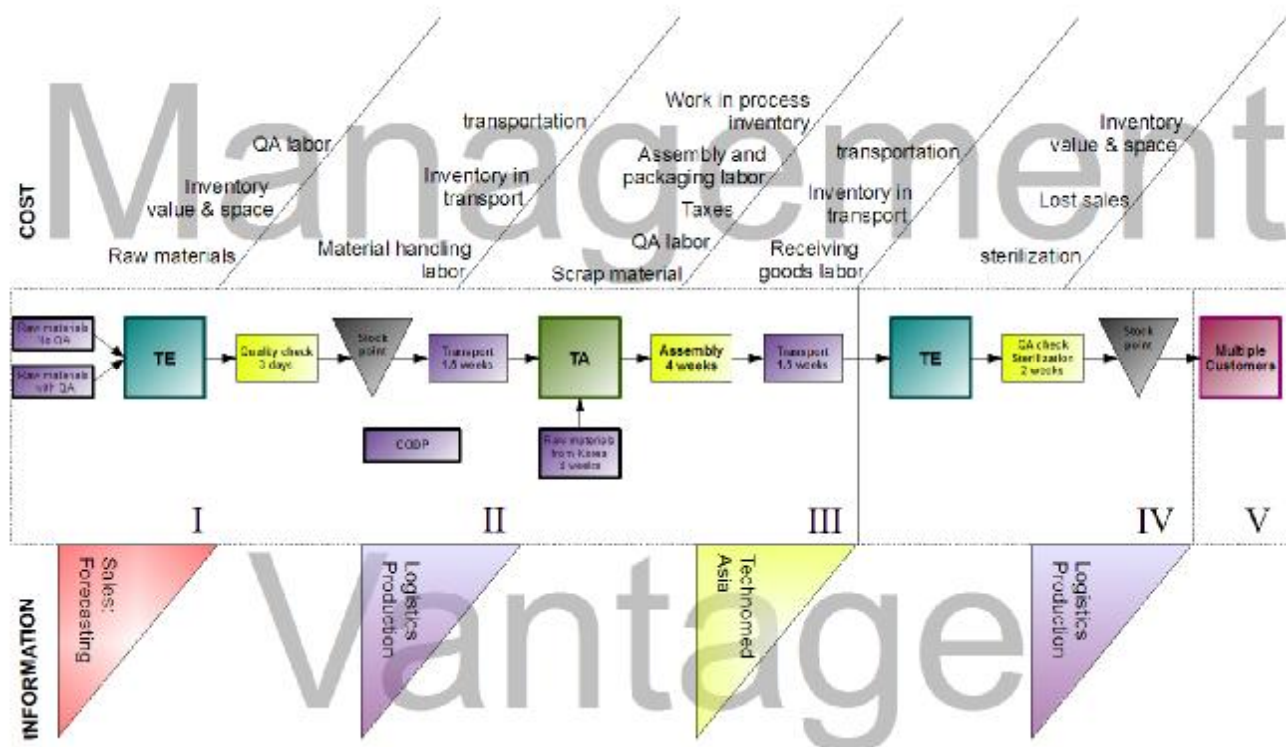 Management
COST
QA labor
Inventory
value & space
Raw materials
transportation
Inventory in
transport
Material handling
labor
Work in process
inventory
Assembly and
packaging labor
Taxes
QA labor
Scrap material
transportation
Inventory in
transport
Receiving
goods labor
Inventory
value & space
Lost sales
sterilization
Raw materials
No QA
Raw materials
with QA
TE
Quality check
3 days
Stock
point
Transport
1.5 weeks
TA
Assembly
4 weeks
Transport
1.5 weeks
TE
QA check
Sterilization
2 weeks
Stock
point
Multiple
Customers
CODP
Raw materials
from Korea
weeks
I
II
III
IV
V
INFORMATION
Sales:
Forecasting
Logistics
Production
Technomed
Asia
Logistics
Production
Vantage